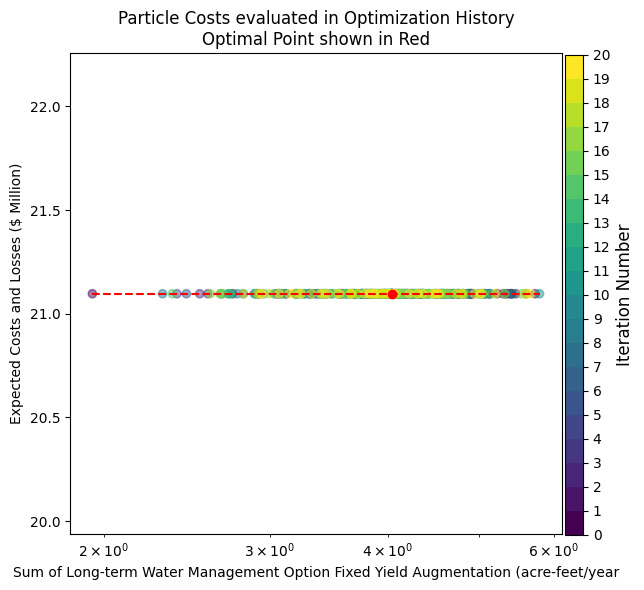 Particle Costs evaluated in Optimization History
Optimal Point shown in Red
Expected Costs and Losses ($ Million)
22.0
21.5
21.0
20.5
20.0
2 × 10⁰
3 × 10⁰
4 × 10⁰
6 × 10⁰
Sum of Long-term Water Management Option Fixed Yield Augmentation (acre-feet/year
20
19
18
17
16
15
14
13
12
11
10
9
8
7
6
5
4
3
2
1
0
Iteration Number